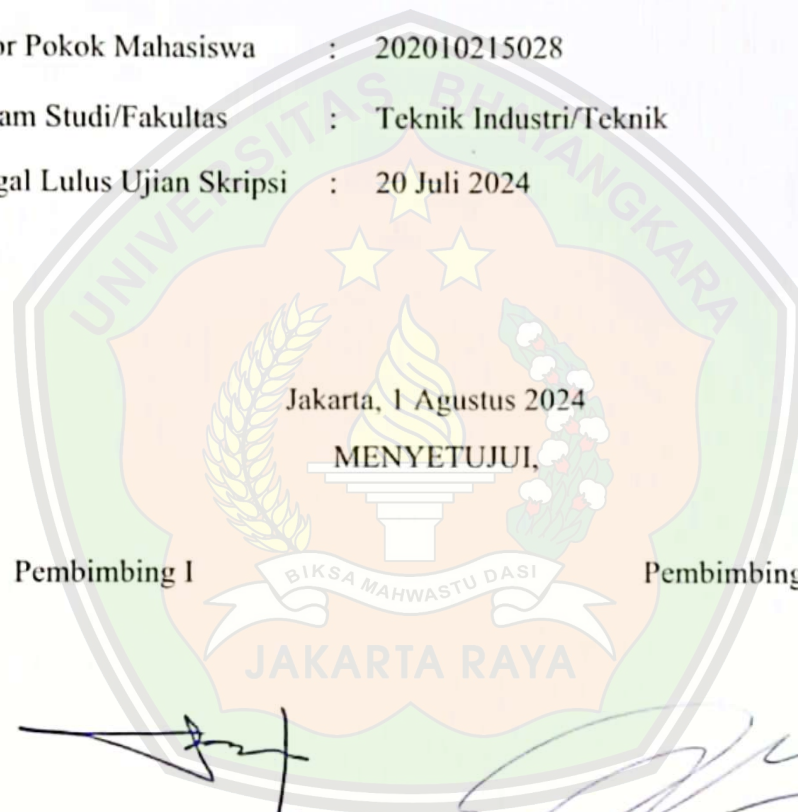 or Pokok Mahasiswa : 202010215028
am Studi/Fakultas : Teknik Industri/Teknik
gal Lulus Ujian Skripsi : 20 Juli 2024
UNIVERSITAS BHAYANGKARA
Jakarta, 1 Agustus 2024
MENYETUJUI,
Pembimbing I Pembimbing
BIKSA MAHWASTU DASI
JAKARTA RAYA